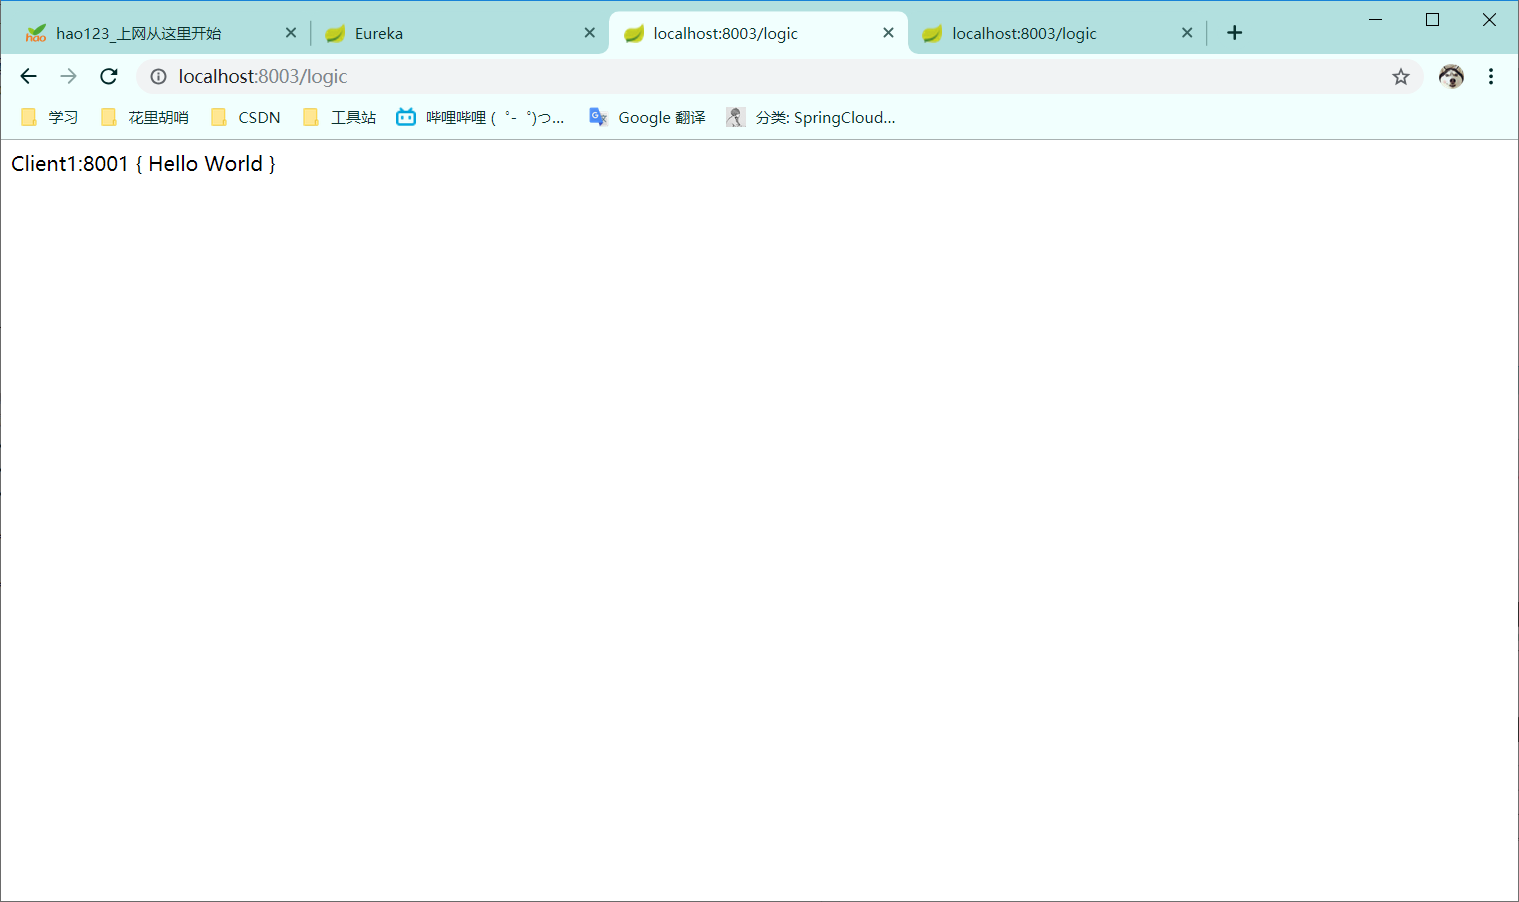 hao123_上网从这里开始
Eureka
localhost:8003/logic
localhost:8003/logic
localhost:8003/logic
学习
花里胡哨
CSDN
工具站
哔哩哔哩 (゜-゜)つ...
Google 翻译
分类: SpringCloud...
Client1:8001 { Hello World }